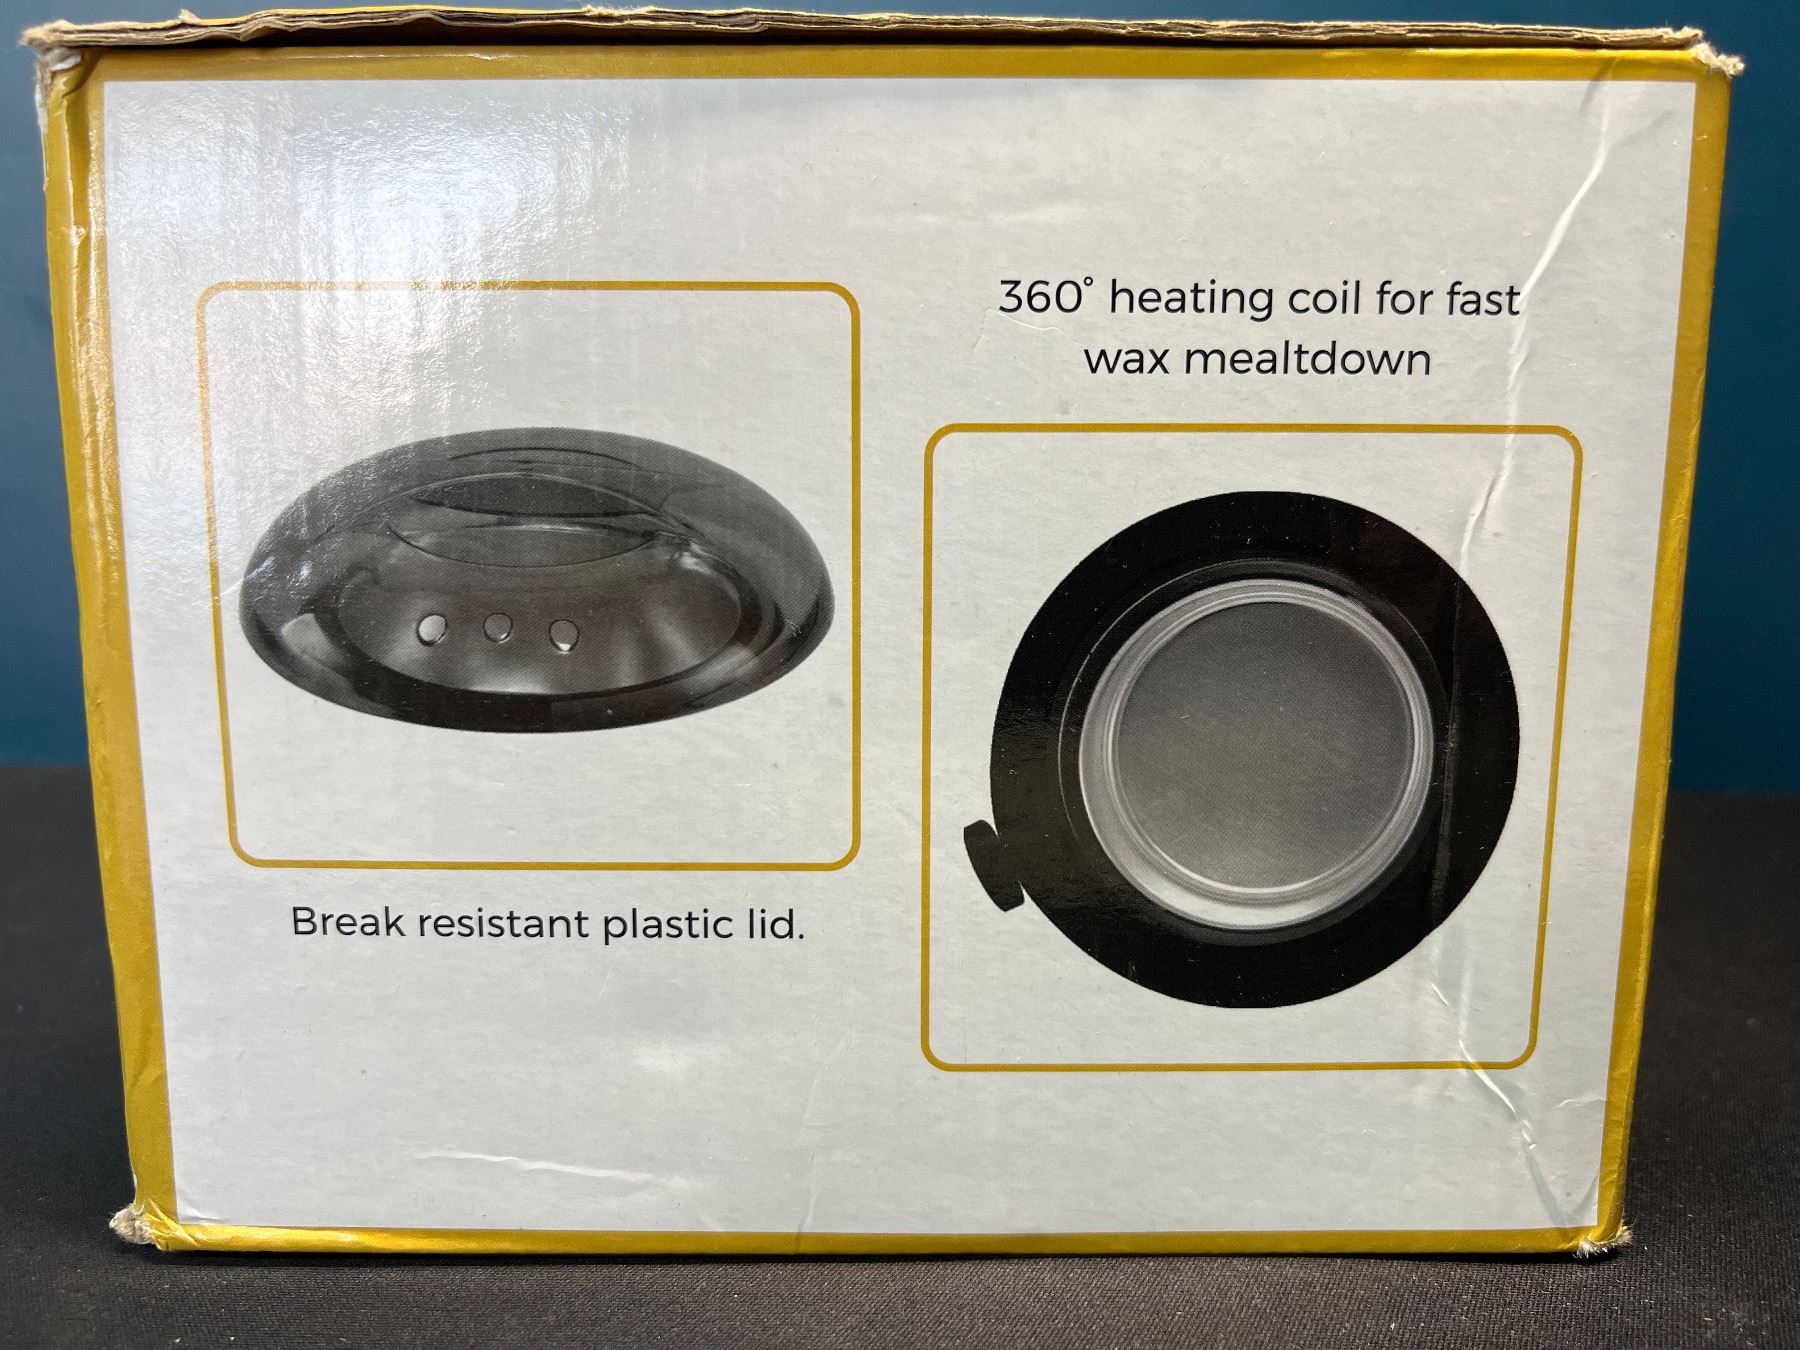 360° heating coil for fast
wax mealtdown
Break resistant plastic lid.